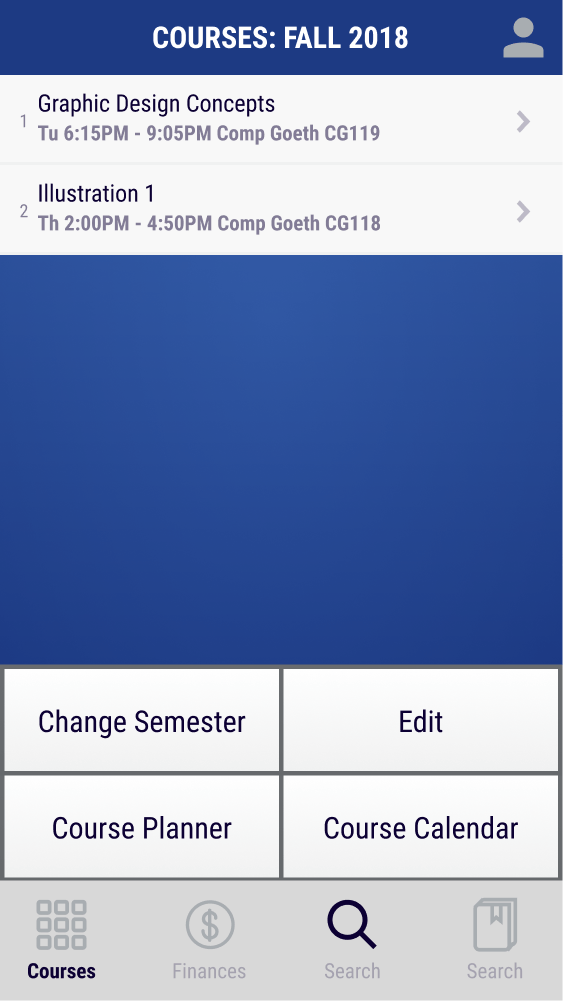 COURSES: FALL 2018
1
Graphic Design Concepts
Tu 6:15PM - 9:05PM Comp Goeth CG119
2
Illustration 1
Th 2:00PM - 4:50PM Comp Goeth CG118
Change Semester
Edit
Course Planner
Course Calendar
$
Courses
Finances
Search
Search